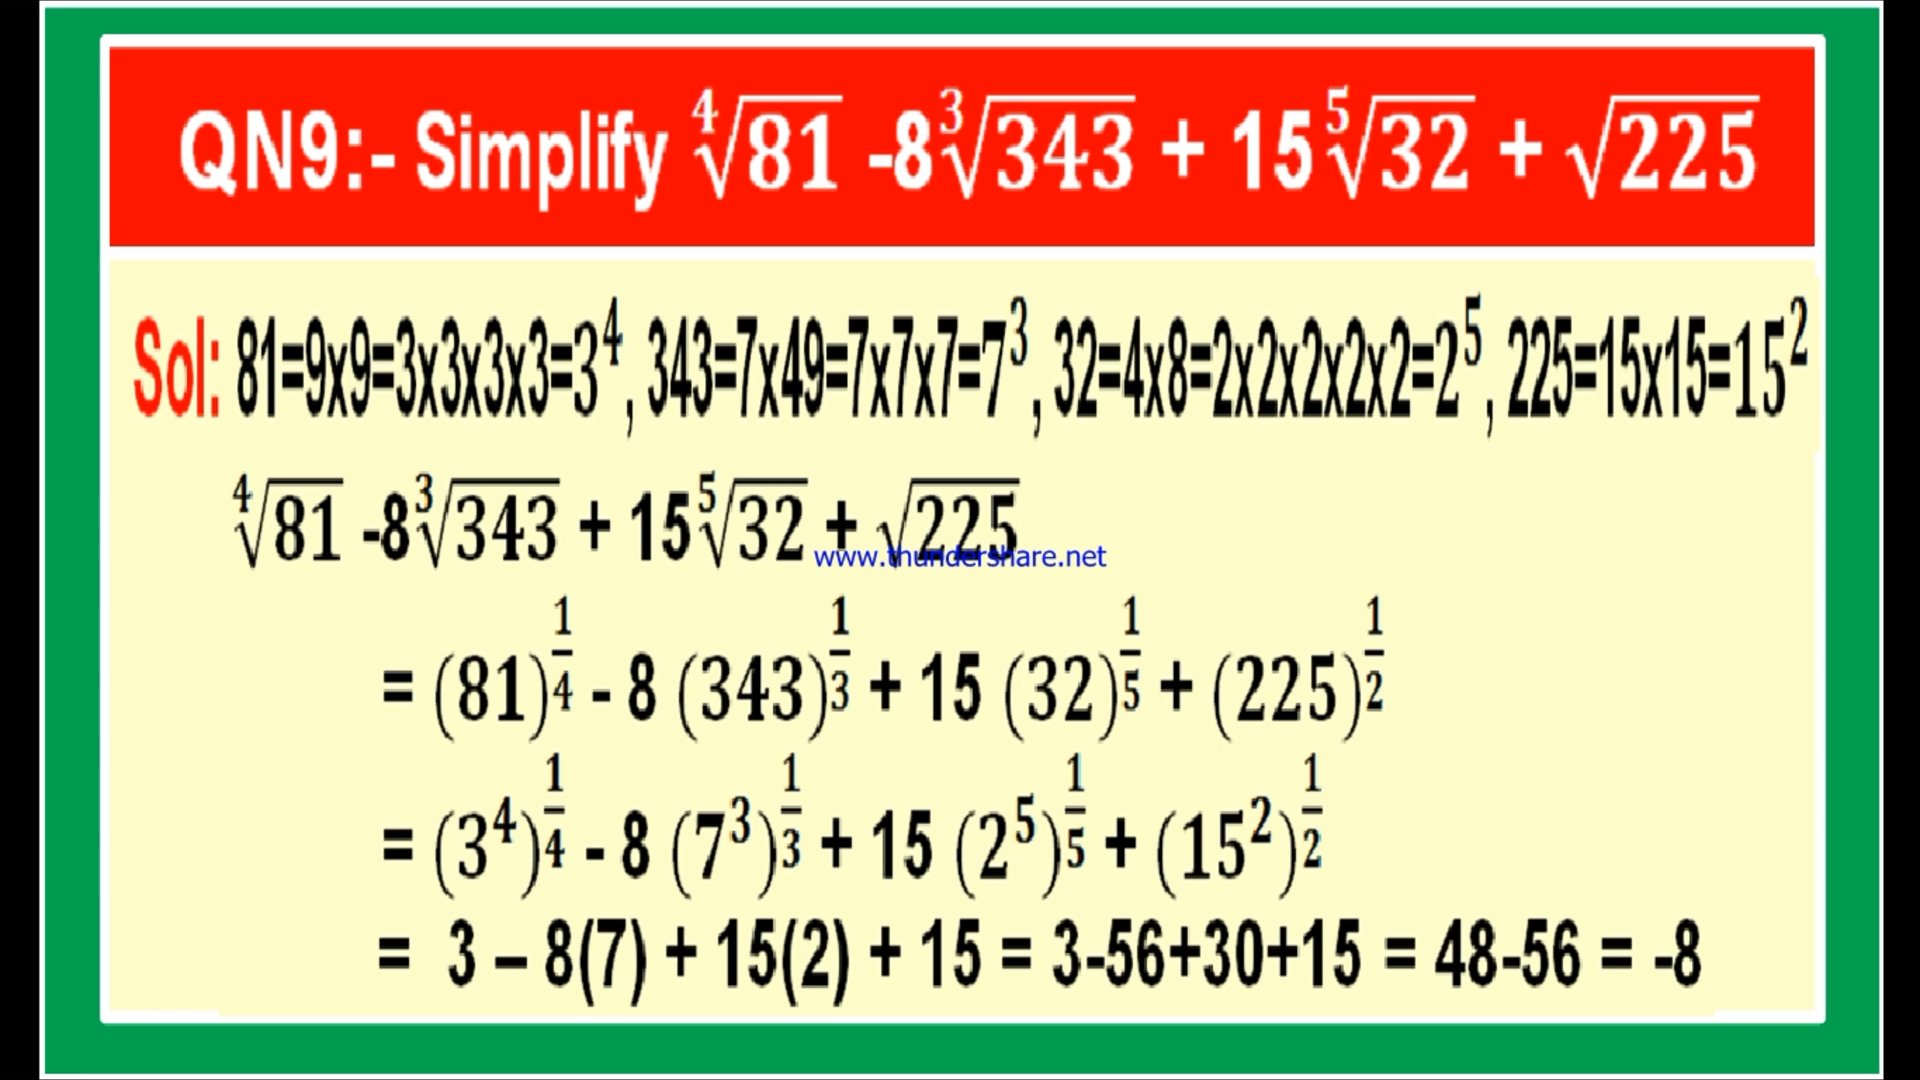 QN9:- Simplify ⁴√81 -8³√343 + 15⁵√32 + √225
Sol: 81=9x9=3x3x3x3=3⁴, 343=7x49=7x7x7=7³, 32=4x8=2x2x2x2x2=2⁵, 225=15x15=15²
⁴√81 -8³√343 + 15⁵√32 + √225
www.thundershare.net
= (81)^(1/4) - 8 (343)^(1/3) + 15 (32)^(1/5) + (225)^(1/2)
= (3⁴)^(1/4) - 8 (7³)^(1/3) + 15 (2⁵)^(1/5) + (15²)^(1/2)
= 3 – 8(7) + 15(2) + 15 = 3-56+30+15 = 48-56 = -8